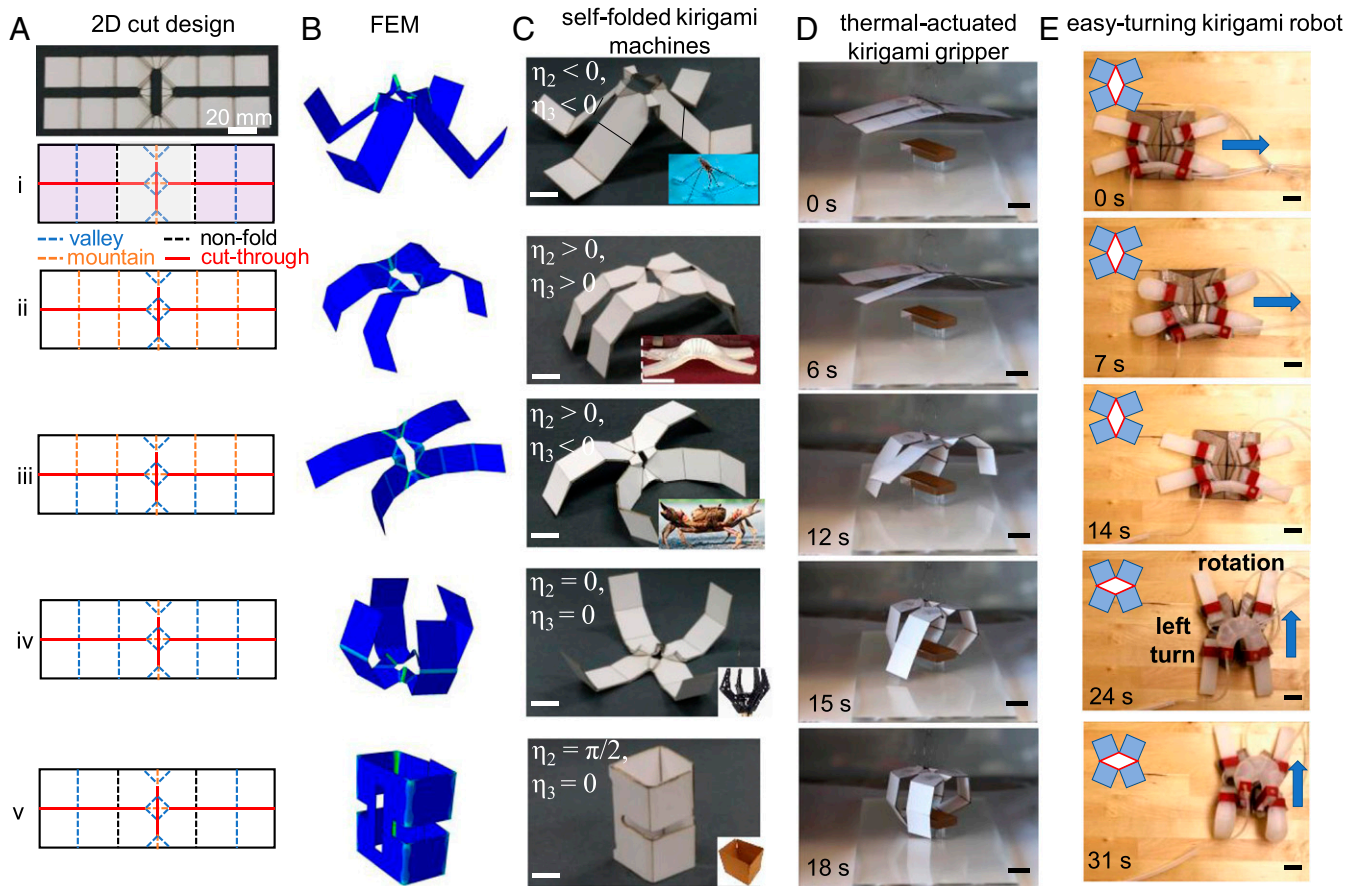 A
2D cut design
B
FEM
C
self-folded kirigami
machines
D
thermal-actuated
kirigami gripper
E
easy-turning kirigami robot
20 mm
i
valley
non-fold
mountain
cut-through
ii
iii
iv
v
η₂ < 0,
η₃ < 0
η₂ > 0,
η₃ > 0
η₂ > 0,
η₃ < 0
η₂ = 0,
η₃ = 0
η₂ = π/2,
η₃ = 0
0 s
6 s
12 s
15 s
18 s
0 s
7 s
14 s
rotation
left
turn
24 s
31 s